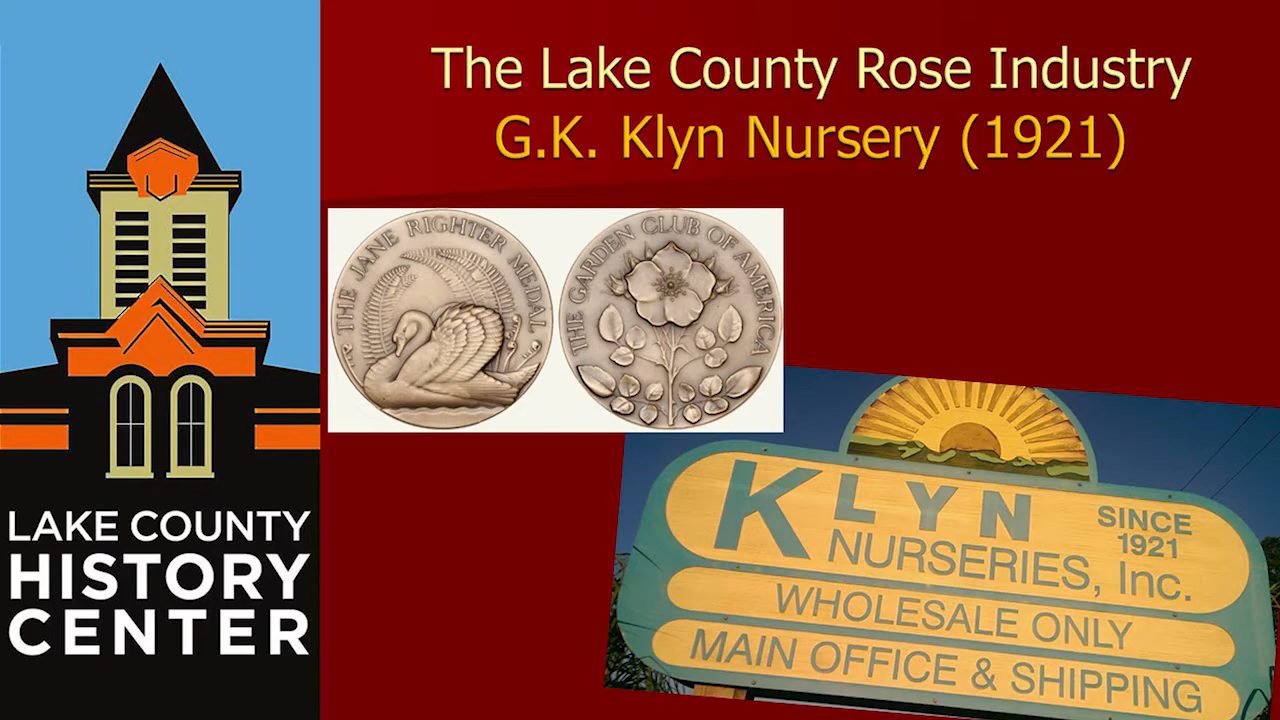 The Lake County Rose Industry
G.K. Klyn Nursery (1921)
THE JANE RIGHTER MEDAL
THE GARDEN CLUB OF AMERICA
KLYN
SINCE
1921
NURSERIES, Inc.
WHOLESALE ONLY
MAIN OFFICE & SHIPPING
LAKE COUNTY
HISTORY
CENTER